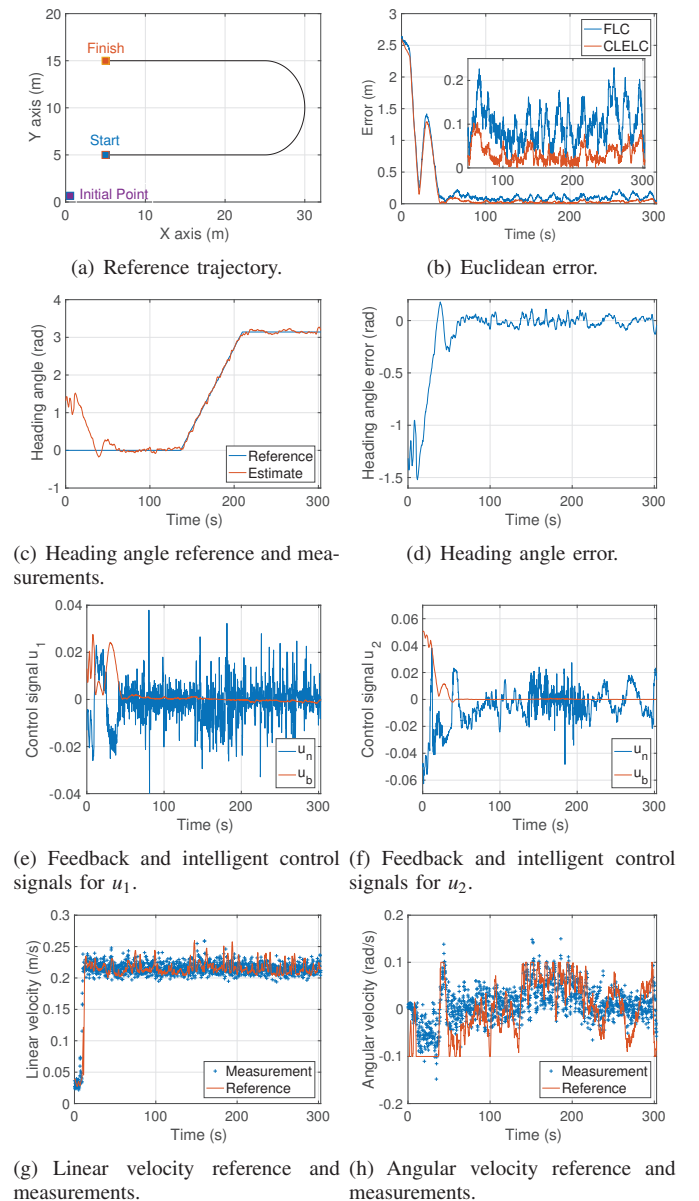 20
15
10
5
0
Y axis (m)
Finish
Start
Initial Point
0 10 20 30
X axis (m)
(a) Reference trajectory.
3
2.5
2
1.5
1
0.5
0
Error (m)
FLC
CLELC
0.2
0.1
0
100 150 200 250 300
0 100 200 300
Time (s)
(b) Euclidean error.
4
3
2
1
0
-1
Heading angle (rad)
Reference
Estimate
0 100 200 300
Time (s)
(c) Heading angle reference and mea-
surements.
0
-0.5
-1
-1.5
Heading angle error (rad)
0 100 200 300
Time (s)
(d) Heading angle error.
0.04
0.02
0
-0.02
-0.04
Control signal u1
un
ub
0 100 200 300
Time (s)
(e) Feedback and intelligent control
signals for u1.
0.06
0.04
0.02
0
-0.02
-0.04
-0.06
Control signal u2
un
ub
0 100 200 300
Time (s)
(f) Feedback and intelligent control
signals for u2.
0.3
0.25
0.2
0.15
0.1
0.05
0
Linear velocity (m/s)
Measurement
Reference
0 100 200 300
Time (s)
(g) Linear velocity reference and
measurements.
0.2
0.1
0
-0.1
-0.2
Angular velocity (rad/s)
Measurement
Reference
0 100 200 300
Time (s)
(h) Angular velocity reference and
measurements.